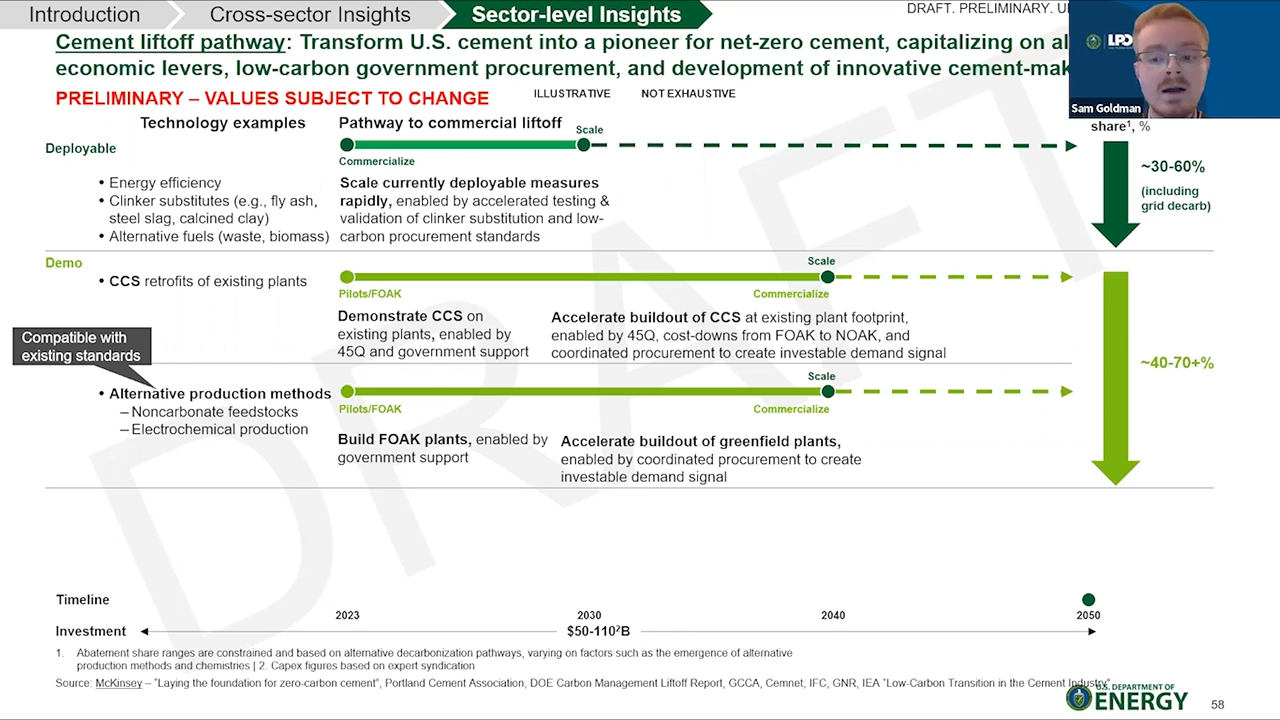 Introduction
Cross-sector Insights
Sector-level Insights
DRAFT. PRELIMINARY.
Cement liftoff pathway: Transform U.S. cement into a pioneer for net-zero cement, capitalizing on
economic levers, low-carbon government procurement, and development of innovative
PRELIMINARY – VALUES SUBJECT TO CHANGE
ILLUSTRATIVE
NOT EXHAUSTIVE
Sam Goldman
Technology examples
Pathway to commercial liftoff
share¹, %
Deployable
Scale
Commercialize
• Energy efficiency
• Clinker substitutes (e.g., fly ash,
steel slag, calcined clay)
• Alternative fuels (waste, biomass)
Scale currently deployable measures
rapidly, enabled by accelerated testing &
validation of clinker substitution and low-
carbon procurement standards
~30-60%
(including
grid decarb)
Demo
• CCS retrofits of existing plants
Scale
Pilots/FOAK
Commercialize
Demonstrate CCS on
existing plants, enabled by
45Q and government support
Accelerate buildout of CCS at existing plant footprint,
enabled by 45Q, cost-downs from FOAK to NOAK, and
coordinated procurement to create investable demand signal
~40-70+%
Compatible with
existing standards
• Alternative production methods
– Noncarbonate feedstocks
– Electrochemical production
Scale
Pilots/FOAK
Commercialize
Build FOAK plants, enabled by
government support
Accelerate buildout of greenfield plants,
enabled by coordinated procurement to create
investable demand signal
DRAFT
Timeline
2023
2030
2040
2050
Investment
$50-110²B
1. Abatement share ranges are constrained and based on alternative decarbonization pathways, varying on factors such as the emergence of alternative
production methods and chemistries | 2. Capex figures based on expert syndication
Source: McKinsey – "Laying the foundation for zero-carbon cement", Portland Cement Association, DOE Carbon Management Liftoff Report, GCCA, Cemnet, IFC, GNR, IEA "Low-Carbon Transition in the Cement Industry"
U.S. DEPARTMENT OF
ENERGY
58